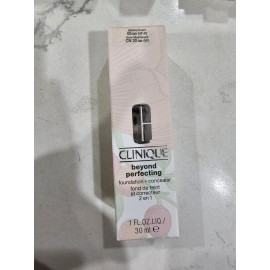 CLINIQUE
beyond
perfecting
foundation + concealer
fond de teint
et correcteur
2 en 1
1 FL.OZ.LIQ./
30 ml e